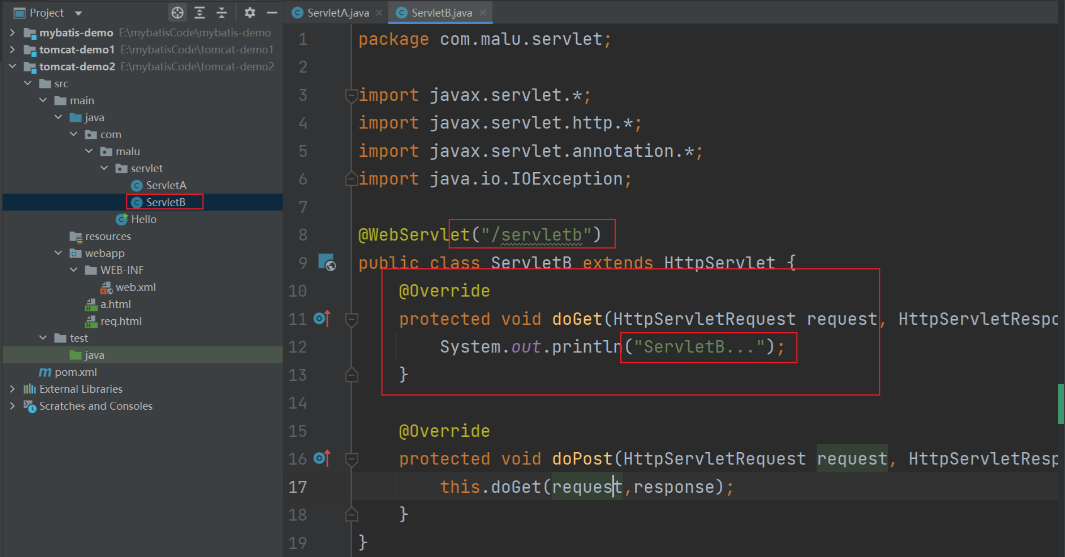 Project
mybatis-demo E:\mybatisCode\mybatis-demo
tomcat-demo1 E:\mybatisCode\tomcat-demo1
tomcat-demo2 E:\mybatisCode\tomcat-demo2
src
main
java
com
malu
servlet
ServletA
ServletB
Hello
resources
webapp
WEB-INF
web.xml
a.html
req.html
test
java
pom.xml
External Libraries
Scratches and Consoles
ServletA.java
ServletB.java
1 package com.malu.servlet;
2
3 import javax.servlet.*;
4 import javax.servlet.http.*;
5 import javax.servlet.annotation.*;
6 import java.io.IOException;
7
8 @WebServlet("/servletb")
9 public class ServletB extends HttpServlet {
10 @Override
11 protected void doGet(HttpServletRequest request, HttpServletRespo
12 System.out.println("ServletB...");
13 }
14
15 @Override
16 protected void doPost(HttpServletRequest request, HttpServletResp
17 this.doGet(request,response);
18 }
19 }